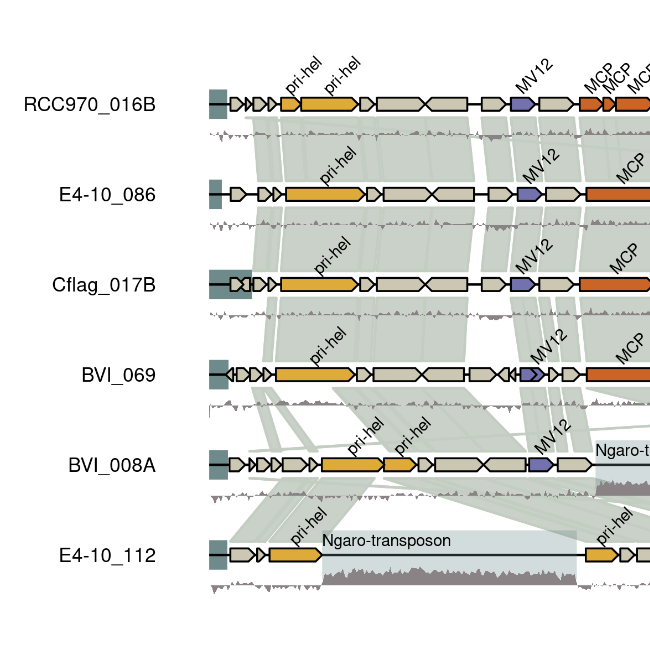 pri-hel pri-hel MV12 MCP MCP MCP
RCC970_016B
pri-hel MV12 MCP
E4-10_086
pri-hel MV12 MCP
Cflag_017B
pri-hel MV12 MCP
BVI_069
pri-hel pri-hel MV12 Ngaro-t
BVI_008A
pri-hel Ngaro-transposon pri-hel
E4-10_112